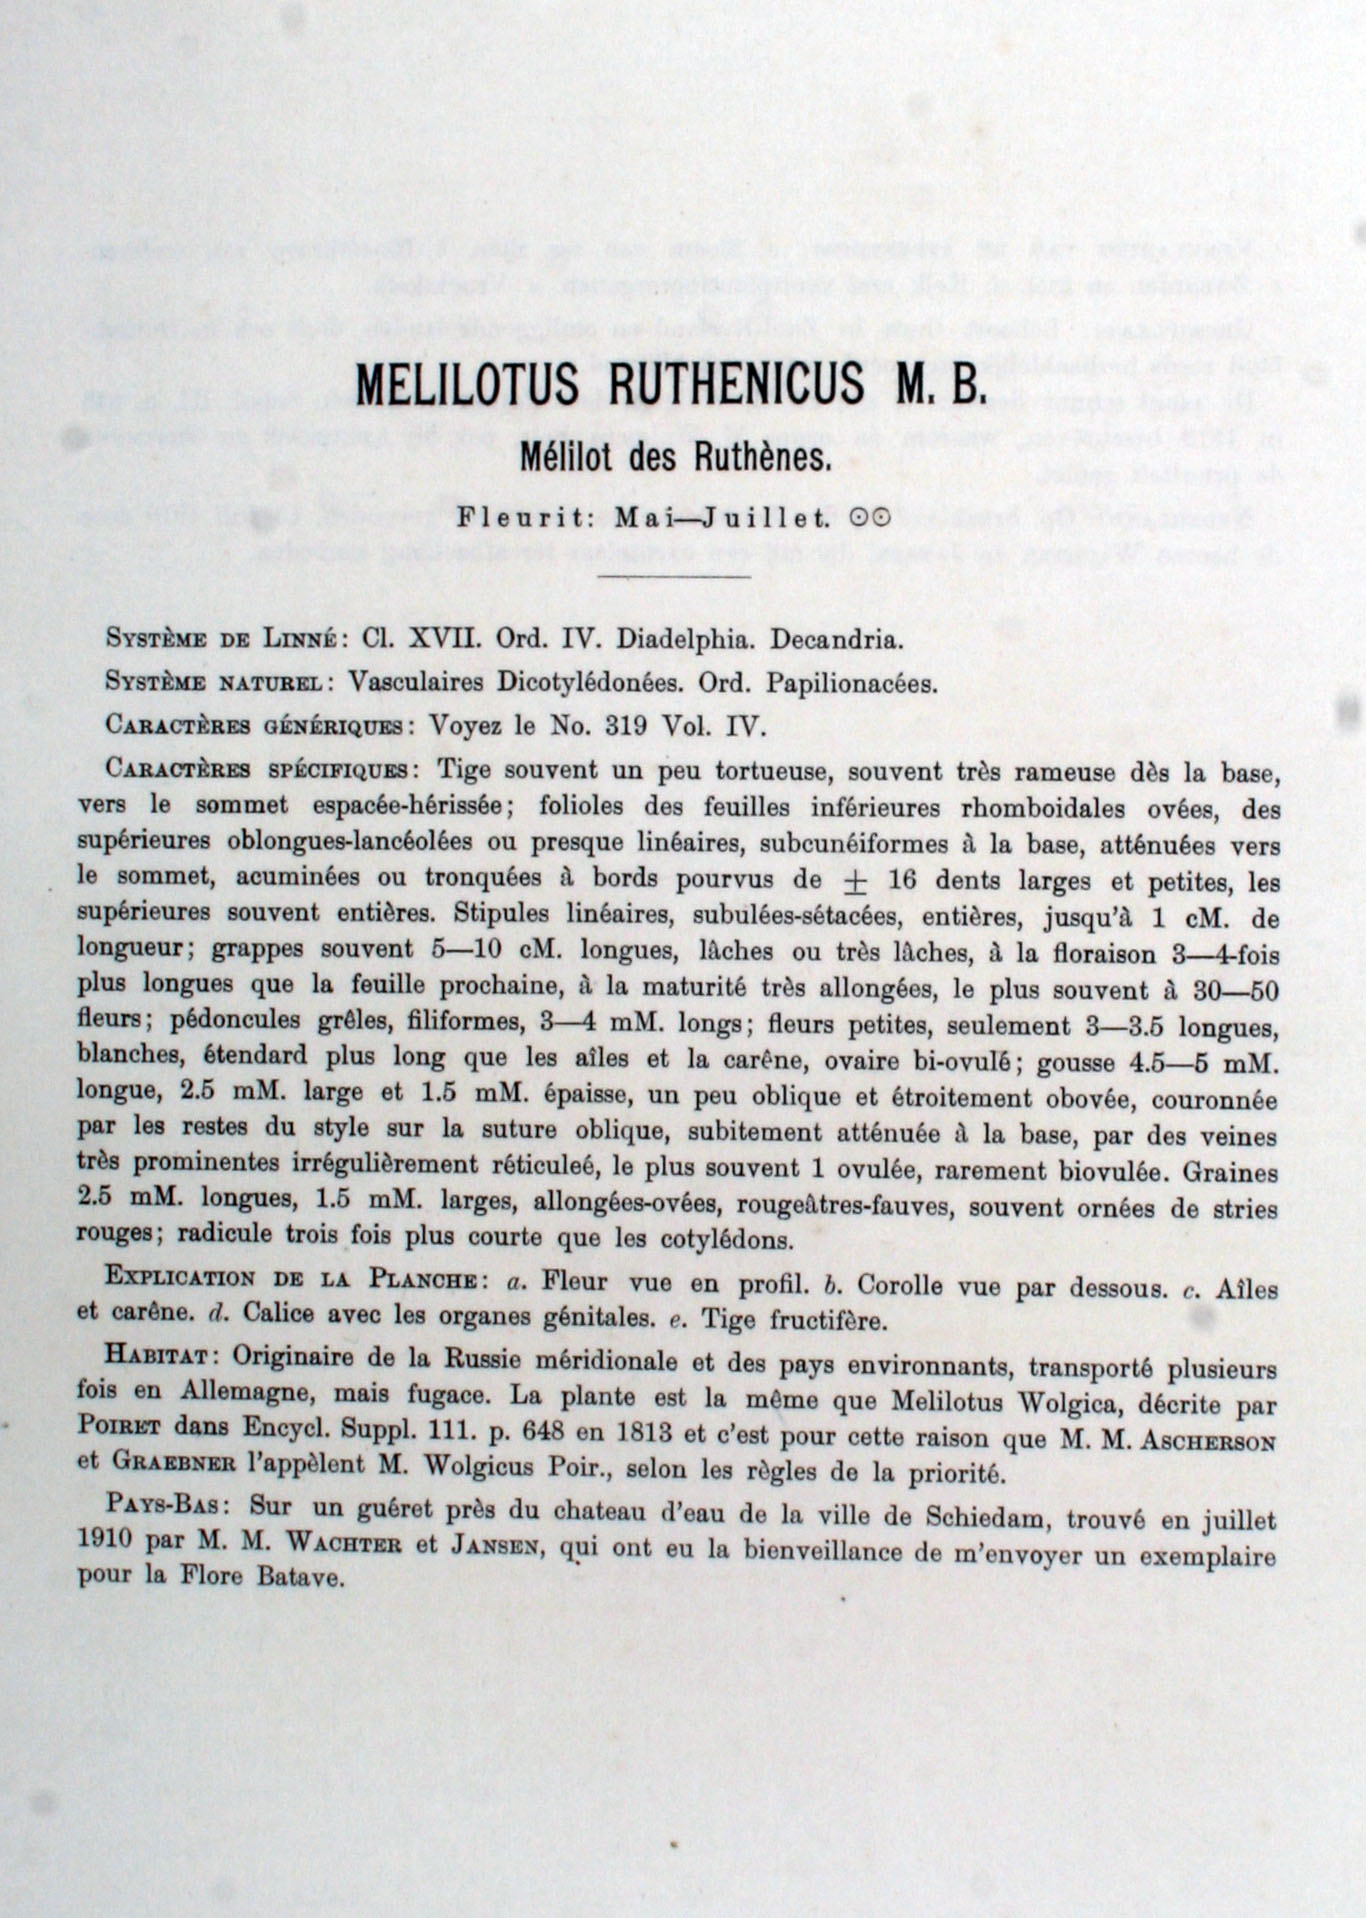 MELILOTUS RUTHENICUS M. B.
Mélilot des Ruthènes.
Fleurit: Mai—Juillet. ☉☉
Système de Linné: Cl. XVII. Ord. IV. Diadelphia. Decandria.
Système naturel: Vasculaires Dicotylédonées. Ord. Papilionacées.
Caractères génériques: Voyez le No. 319 Vol. IV.
Caractères spécifiques: Tige souvent un peu tortueuse, souvent très rameuse dès la base,
vers le sommet espacée-hérissée; folioles des feuilles inférieures rhomboidales ovées, des
supérieures oblongues-lancéolées ou presque linéaires, subcunéiformes à la base, atténuées vers
le sommet, acuminées ou tronquées à bords pourvus de ± 16 dents larges et petites, les
supérieures souvent entières. Stipules linéaires, subulées-sétacées, entières, jusqu'à 1 cM. de
longueur; grappes souvent 5—10 cM. longues, lâches ou très lâches, à la floraison 3—4-fois
plus longues que la feuille prochaine, à la maturité très allongées, le plus souvent à 30—50
fleurs; pédoncules grêles, filiformes, 3—4 mM. longs; fleurs petites, seulement 3—3.5 longues,
blanches, étendard plus long que les aîles et la carêne, ovaire bi-ovulé; gousse 4.5—5 mM.
longue, 2.5 mM. large et 1.5 mM. épaisse, un peu oblique et étroitement obovée, couronnée
par les restes du style sur la suture oblique, subitement atténuée à la base, par des veines
très prominentes irrégulièrement réticuleé, le plus souvent 1 ovulée, rarement biovulée. Graines
2.5 mM. longues, 1.5 mM. larges, allongées-ovées, rougeâtres-fauves, souvent ornées de stries
rouges; radicule trois fois plus courte que les cotylédons.
Explication de la Planche: a. Fleur vue en profil. b. Corolle vue par dessous. c. Aîles
et carêne. d. Calice avec les organes génitales. e. Tige fructifère.
Habitat: Originaire de la Russie méridionale et des pays environnants, transporté plusieurs
fois en Allemagne, mais fugace. La plante est la même que Melilotus Wolgica, décrite par
Poiret dans Encycl. Suppl. 111. p. 648 en 1813 et c'est pour cette raison que M. M. Ascherson
et Graebner l'appèlent M. Wolgicus Poir., selon les règles de la priorité.
Pays-Bas: Sur un guéret près du chateau d'eau de la ville de Schiedam, trouvé en juillet
1910 par M. M. Wachter et Jansen, qui ont eu la bienveillance de m'envoyer un exemplaire
pour la Flore Batave.